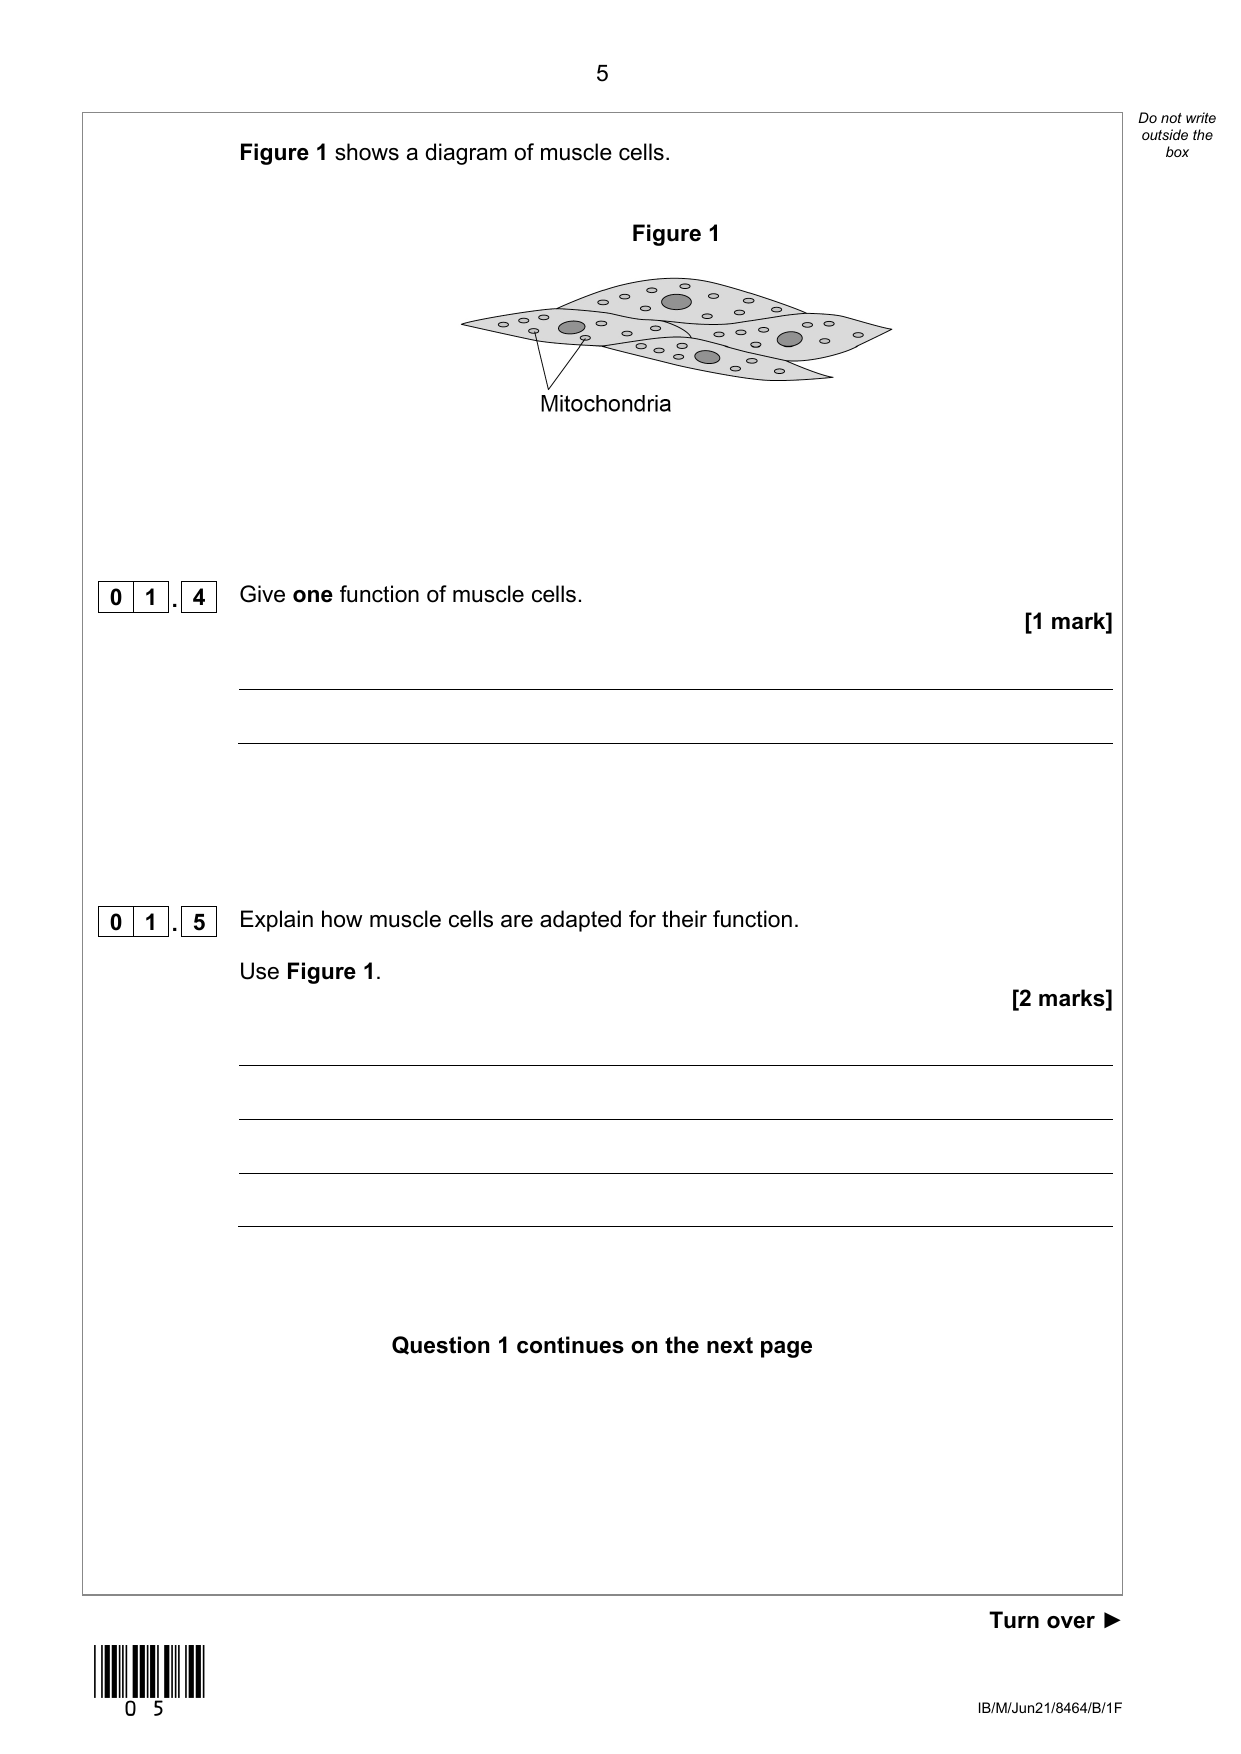 5
Do not write
outside the
box
Figure 1 shows a diagram of muscle cells.
Figure 1
Mitochondria
0 1 . 4 Give one function of muscle cells.
[1 mark]
0 1 . 5 Explain how muscle cells are adapted for their function.
Use Figure 1.
[2 marks]
Question 1 continues on the next page
Turn over ►
0 5
IB/M/Jun21/8464/B/1F